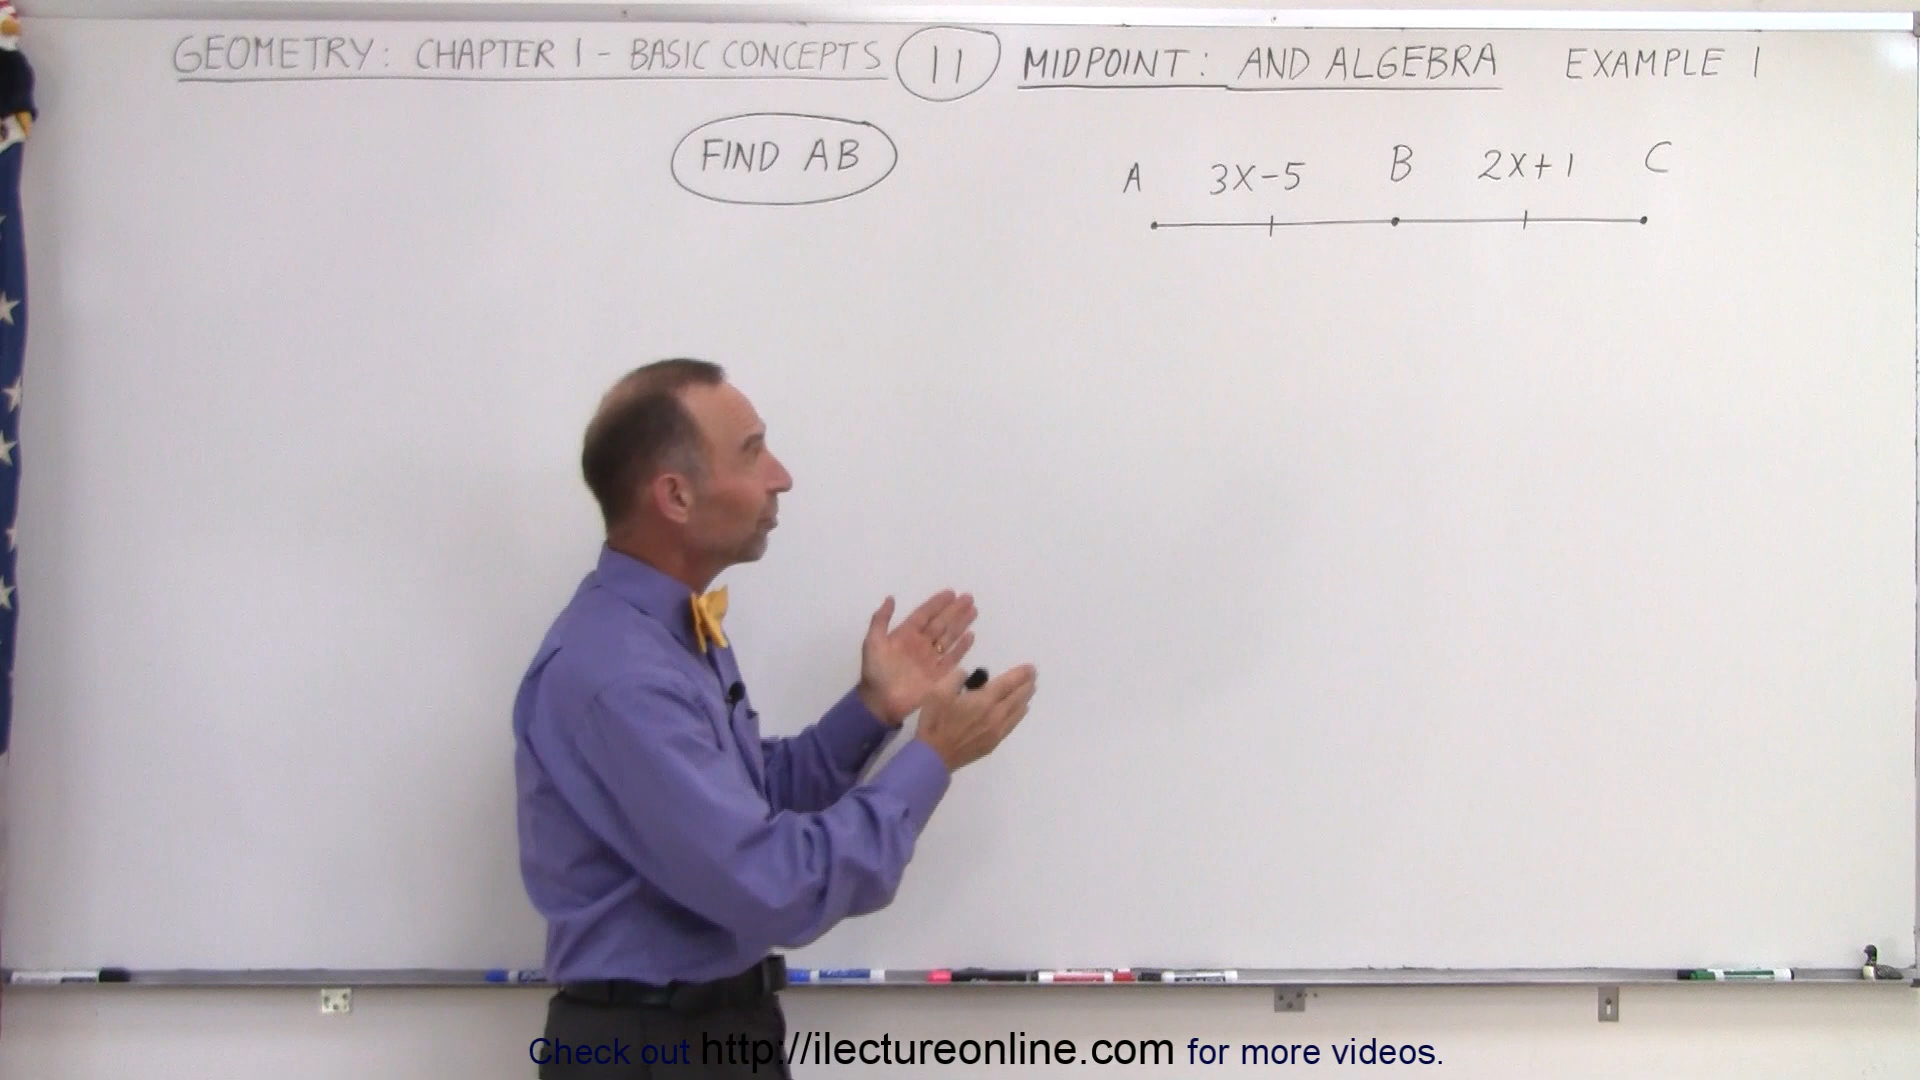 GEOMETRY: CHAPTER 1 - BASIC CONCEPTS 11 MIDPOINT: AND ALGEBRA EXAMPLE 1
FIND AB
A 3X-5 B 2X+1 C
Check out http://ilectureonline.com for more videos.